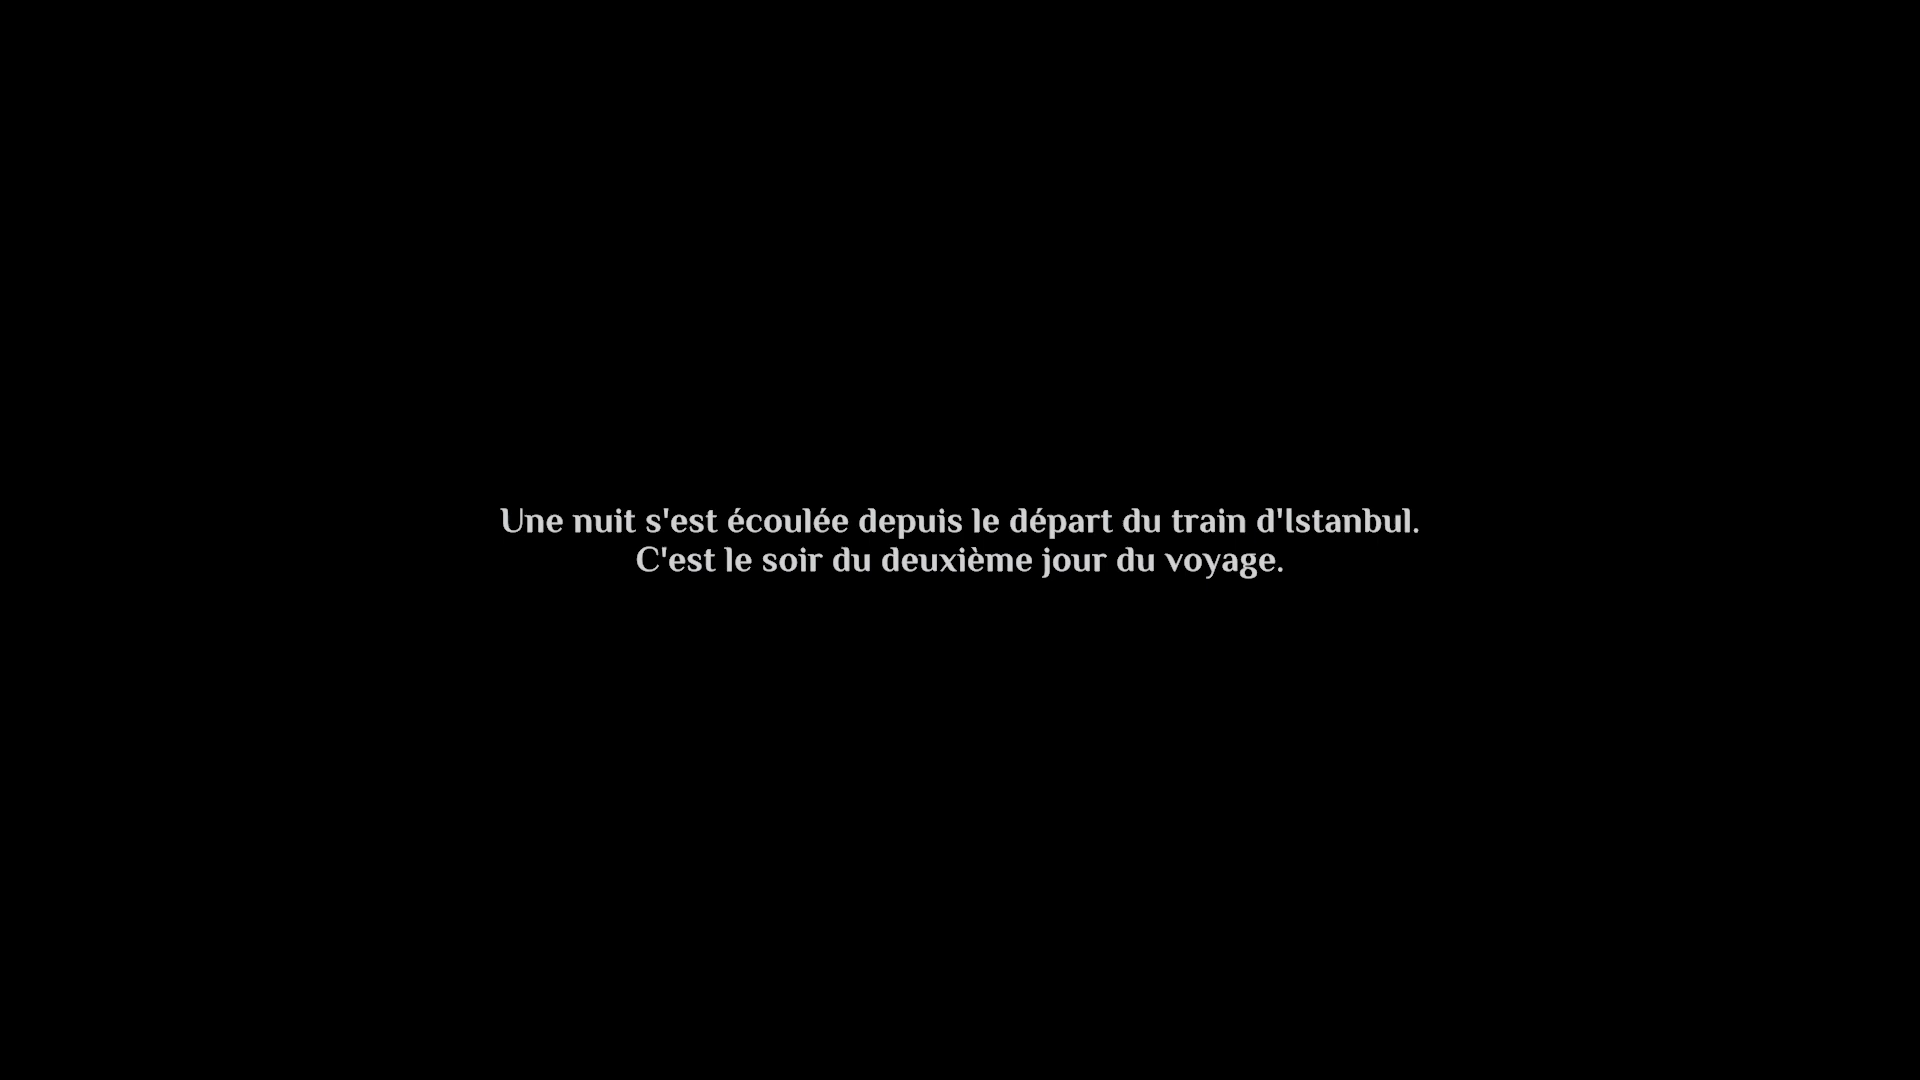 Une nuit s'est écoulée depuis le départ du train d'Istanbul.
C'est le soir du deuxième jour du voyage.